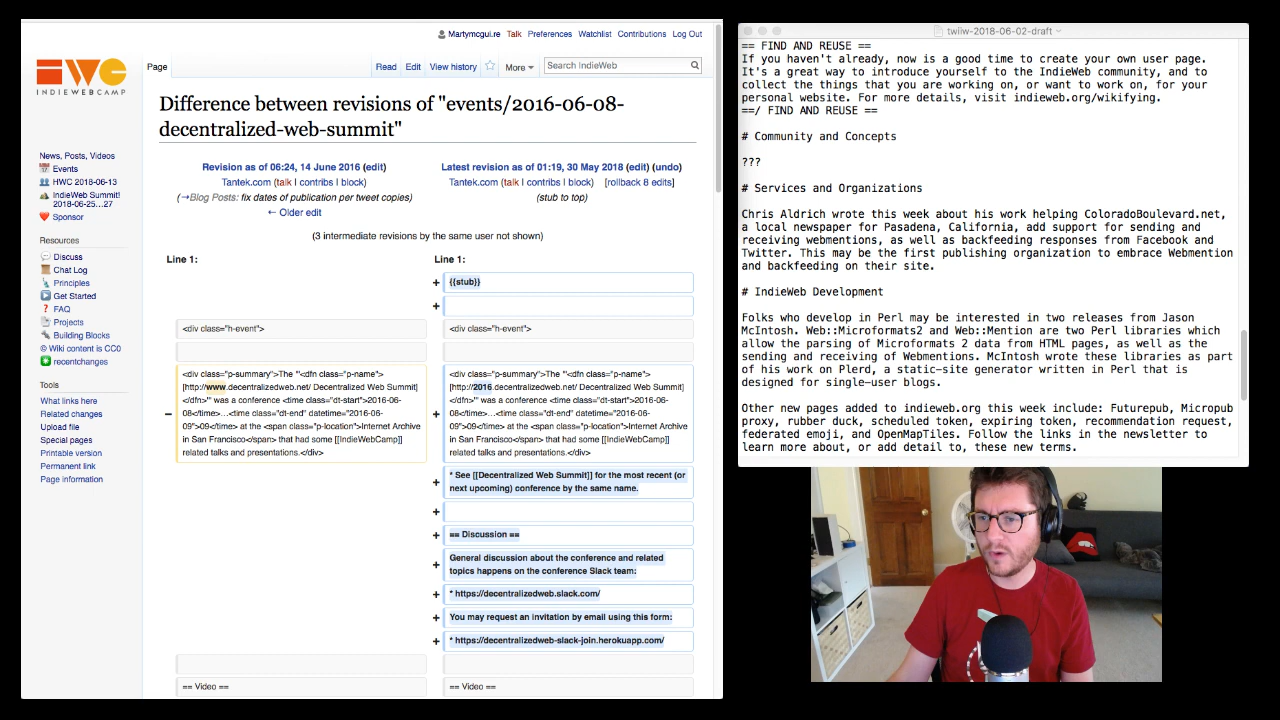 Martymcgui.re Talk Preferences Watchlist Contributions Log Out
INDIEWEBCAMP
Page
Read Edit View history More Search IndieWeb
Difference between revisions of "events/2016-06-08-
decentralized-web-summit"
News, Posts, Videos
Events
HWC 2018-06-13
IndieWeb Summit!
2018-06-25…27
Sponsor
Resources
Discuss
Chat Log
Principles
Get Started
FAQ
Projects
Building Blocks
© Wiki content is CC0
recentchanges
Tools
What links here
Related changes
Upload file
Special pages
Printable version
Permanent link
Page information
Revision as of 06:24, 14 June 2016 (edit)
Tantek.com (talk | contribs | block)
(→Blog Posts: fix dates of publication per tweet copies)
← Older edit
Latest revision as of 01:19, 30 May 2018 (edit) (undo)
Tantek.com (talk | contribs | block) [rollback 8 edits]
(stub to top)
(3 intermediate revisions by the same user not shown)
Line 1:
<div class="h-event">
− <div class="p-summary">The '''<dfn class="p-name">
[http://www.decentralizedweb.net/ Decentralized Web Summit]
</dfn>''' was a conference <time class="dt-start">2016-06-
08</time>…<time class="dt-end" datetime="2016-06-
09">09</time> at the <span class="p-location">Internet Archive
in San Francisco</span> that had some [[IndieWebCamp]]
related talks and presentations.</div>
== Video ==
Line 1:
+ {{stub}}
+
<div class="h-event">
+ <div class="p-summary">The '''<dfn class="p-name">
[http://2016.decentralizedweb.net/ Decentralized Web Summit]
</dfn>''' was a conference <time class="dt-start">2016-06-
08</time>…<time class="dt-end" datetime="2016-06-
09">09</time> at the <span class="p-location">Internet Archive
in San Francisco</span> that had some [[IndieWebCamp]]
related talks and presentations.</div>
+ * See [[Decentralized Web Summit]] for the most recent (or
next upcoming) conference by the same name.
+
+ == Discussion ==
+ General discussion about the conference and related
topics happens on the conference Slack team:
+ * https://decentralizedweb.slack.com/
+ You may request an invitation by email using this form:
+ * https://decentralizedweb-slack-join.herokuapp.com/
== Video ==
twiiw-2018-06-02-draft
== FIND AND REUSE ==
If you haven't already, now is a good time to create your own user page.
It's a great way to introduce yourself to the IndieWeb community, and to
collect the things that you are working on, or want to work on, for your
personal website. For more details, visit indieweb.org/wikifying.
==/ FIND AND REUSE ==
# Community and Concepts
???
# Services and Organizations
Chris Aldrich wrote this week about his work helping ColoradoBoulevard.net,
a local newspaper for Pasadena, California, add support for sending and
receiving webmentions, as well as backfeeding responses from Facebook and
Twitter. This may be the first publishing organization to embrace Webmention
and backfeeding on their site.
# IndieWeb Development
Folks who develop in Perl may be interested in two releases from Jason
McIntosh. Web::Microformats2 and Web::Mention are two Perl libraries which
allow the parsing of Microformats 2 data from HTML pages, as well as the
sending and receiving of Webmentions. McIntosh wrote these libraries as part
of his work on Plerd, a static-site generator written in Perl that is
designed for single-user blogs.
Other new pages added to indieweb.org this week include: Futurepub, Micropub
proxy, rubber duck, scheduled token, expiring token, recommendation request,
federated emoji, and OpenMapTiles. Follow the links in the newsletter to
learn more about, or add detail to, these new terms.